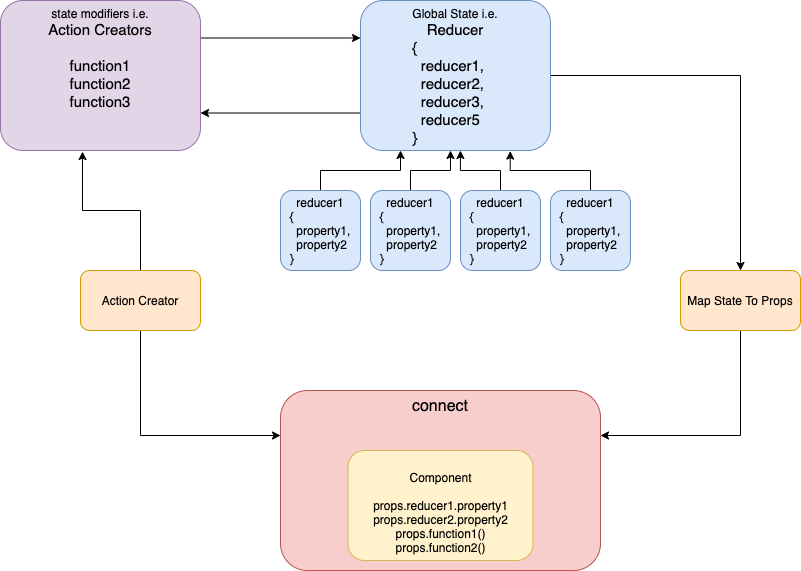 state modifiers i.e.
Action Creators
function1
function2
function3
Global State i.e.
Reducer
{
reducer1,
reducer2,
reducer3,
reducer5
}
reducer1
{
property1,
property2
}
reducer1
{
property1,
property2
}
reducer1
{
property1,
property2
}
reducer1
{
property1,
property2
}
Action Creator
Map State To Props
connect
Component
props.reducer1.property1
props.reducer2.property2
props.function1()
props.function2()